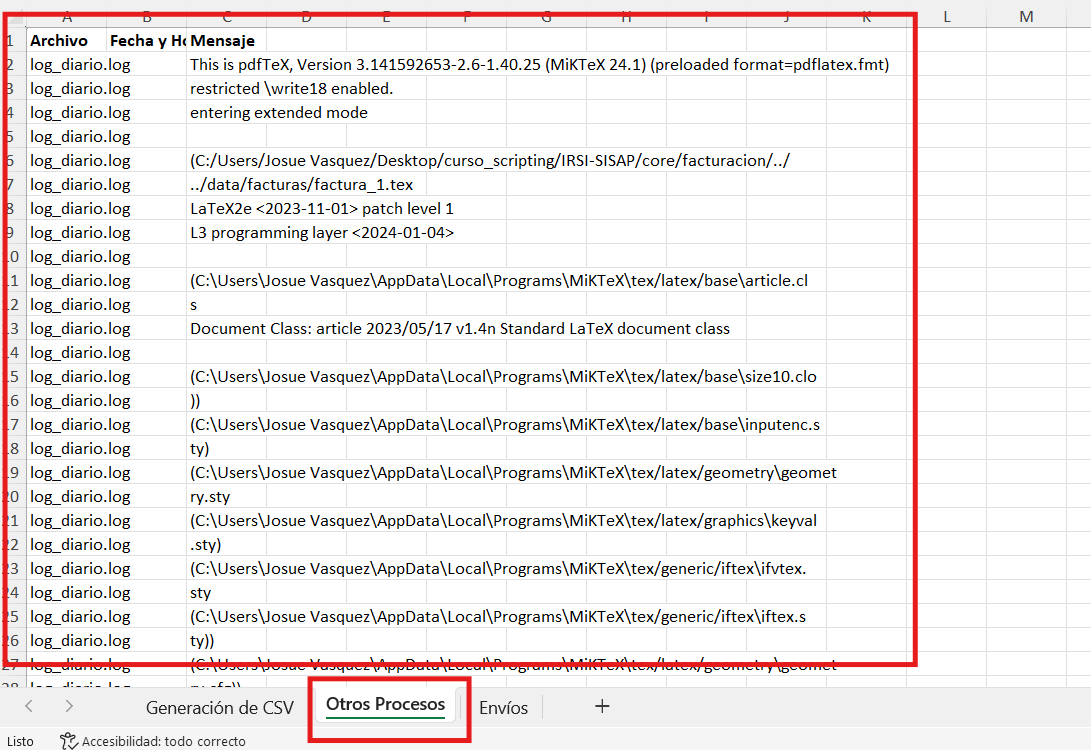 A B C D E F G H I J K L M
1 Archivo Fecha y Ho Mensaje
2 log_diario.log This is pdfTeX, Version 3.141592653-2.6-1.40.25 (MiKTeX 24.1) (preloaded format=pdflatex.fmt)
3 log_diario.log restricted \write18 enabled.
4 log_diario.log entering extended mode
5 log_diario.log
6 log_diario.log (C:/Users/Josue Vasquez/Desktop/curso_scripting/IRSI-SISAP/core/facturacion/../
7 log_diario.log ../data/facturas/factura_1.tex
8 log_diario.log LaTeX2e <2023-11-01> patch level 1
9 log_diario.log L3 programming layer <2024-01-04>
10 log_diario.log
11 log_diario.log (C:\Users\Josue Vasquez\AppData\Local\Programs\MiKTeX\tex/latex/base\article.cl
12 log_diario.log s
13 log_diario.log Document Class: article 2023/05/17 v1.4n Standard LaTeX document class
14 log_diario.log
15 log_diario.log (C:\Users\Josue Vasquez\AppData\Local\Programs\MiKTeX\tex/latex/base\size10.clo
16 log_diario.log ))
17 log_diario.log (C:\Users\Josue Vasquez\AppData\Local\Programs\MiKTeX\tex/latex/base\inputenc.s
18 log_diario.log ty)
19 log_diario.log (C:\Users\Josue Vasquez\AppData\Local\Programs\MiKTeX\tex/latex/geometry\geomet
20 log_diario.log ry.sty
21 log_diario.log (C:\Users\Josue Vasquez\AppData\Local\Programs\MiKTeX\tex/latex/graphics\keyval
22 log_diario.log .sty)
23 log_diario.log (C:\Users\Josue Vasquez\AppData\Local\Programs\MiKTeX\tex/generic/iftex\ifvtex.
24 log_diario.log sty
25 log_diario.log (C:\Users\Josue Vasquez\AppData\Local\Programs\MiKTeX\tex/generic/iftex\iftex.s
26 log_diario.log ty))
27 log_diario.log (C:\Users\Josue Vasquez\AppData\Local\Programs\MiKTeX\tex/latex/geometry\geomet
28 log_diario.log ry.cfg))
Generación de CSV Otros Procesos Envíos +
Listo Accesibilidad: todo correcto